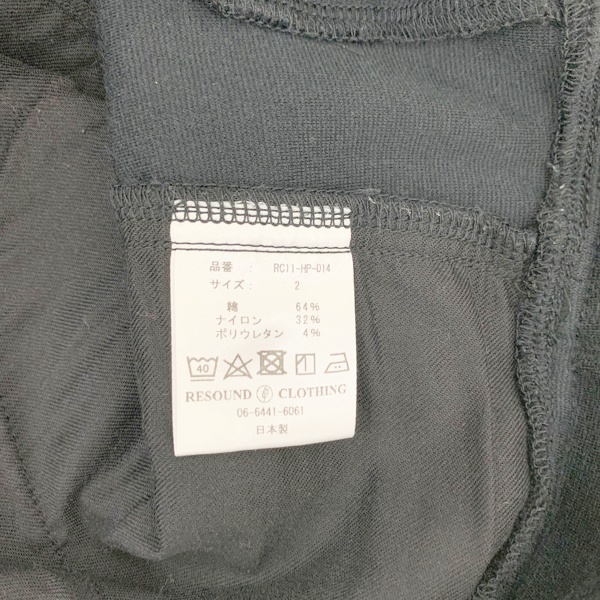 品番 : RC11-HP-014
サイズ : 2
綿 64%
ナイロン 32%
ポリウレタン 4%
40
RESOUND CLOTHING
06-6441-6061
日本製